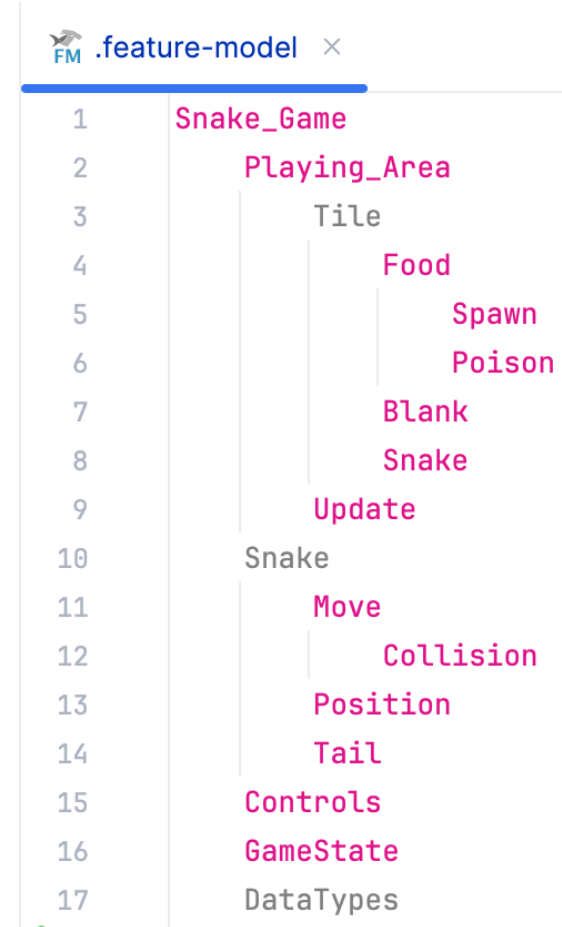 FM .feature-model ×
1 Snake_Game
2 Playing_Area
3 Tile
4 Food
5 Spawn
6 Poison
7 Blank
8 Snake
9 Update
10 Snake
11 Move
12 Collision
13 Position
14 Tail
15 Controls
16 GameState
17 DataTypes